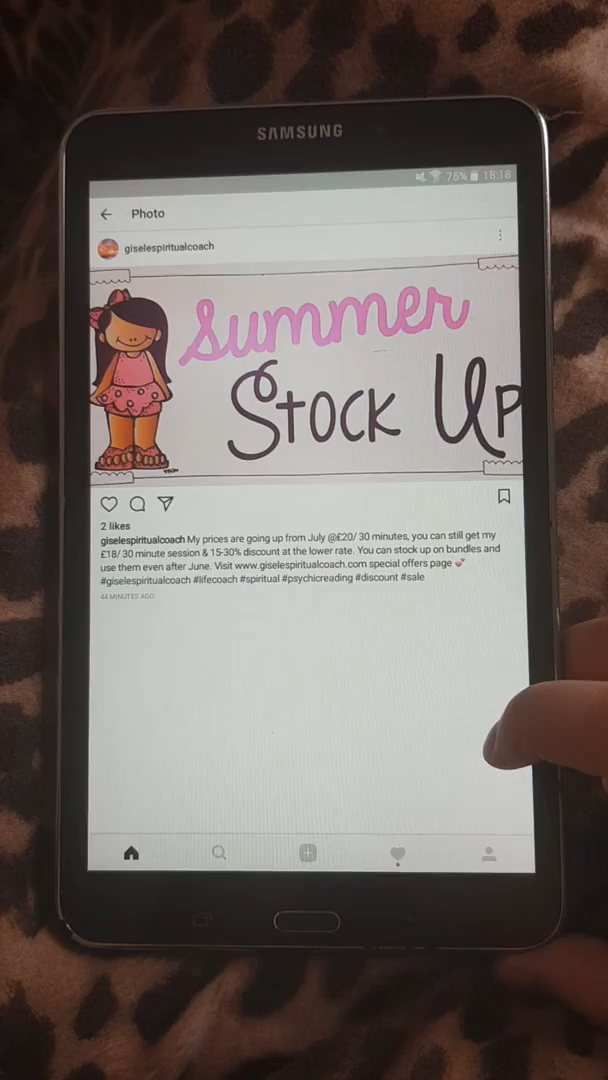 SAMSUNG
75% 18:18
Photo
giselespiritualcoach
Summer
Stock Up
2 likes
giselespiritualcoach My prices are going up from July @£20/ 30 minutes, you can still get my
£18/ 30 minute session & 15-30% discount at the lower rate. You can stock up on bundles and
use them even after June. Visit www.giselespiritualcoach.com special offers page 💕
#giselespiritualcoach #lifecoach #spiritual #psychicreading #discount #sale
44 MINUTES AGO